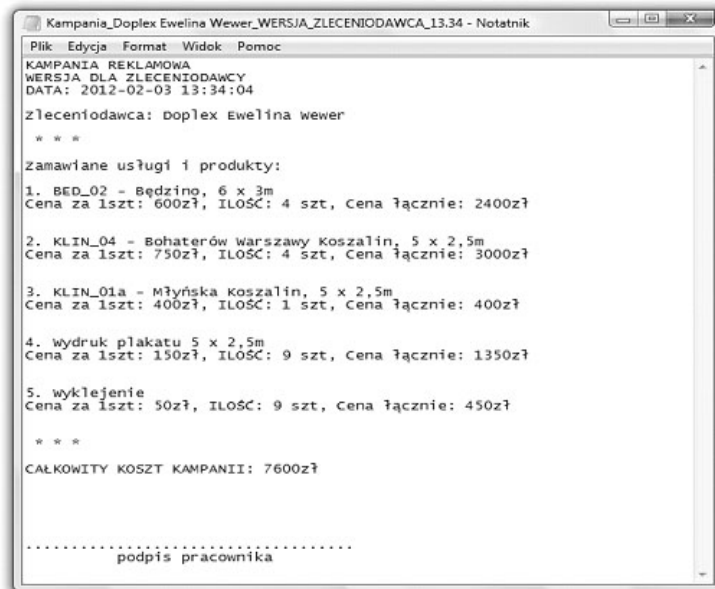 Kampania_Doplex Ewelina Wewer_WERSJA_ZLECENIODAWCA_13.34 - Notatnik
Plik Edycja Format Widok Pomoc
KAMPANIA REKLAMOWA
WERSJA DLA ZLECENIODAWCY
DATA: 2012-02-03 13:34:04
Zleceniodawca: Doplex Ewelina Wewer
* * *
Zamawiane usługi i produkty:
1. BED_02 - Będzino, 6 x 3m
Cena za 1szt: 600zł, ILOŚĆ: 4 szt, Cena łącznie: 2400zł
2. KLIN_04 - Bohaterów Warszawy Koszalin, 5 x 2,5m
Cena za 1szt: 750zł, ILOŚĆ: 4 szt, Cena łącznie: 3000zł
3. KLIN_01a - Młyńska Koszalin, 5 x 2,5m
Cena za 1szt: 400zł, ILOŚĆ: 1 szt, Cena łącznie: 400zł
4. Wydruk plakatu 5 x 2,5m
Cena za 1szt: 150zł, ILOŚĆ: 9 szt, Cena łącznie: 1350zł
5. Wyklejenie
Cena za 1szt: 50zł, ILOŚĆ: 9 szt, Cena łącznie: 450zł
* * *
CAŁKOWITY KOSZT KAMPANII: 7600zł
...................................
podpis pracownika